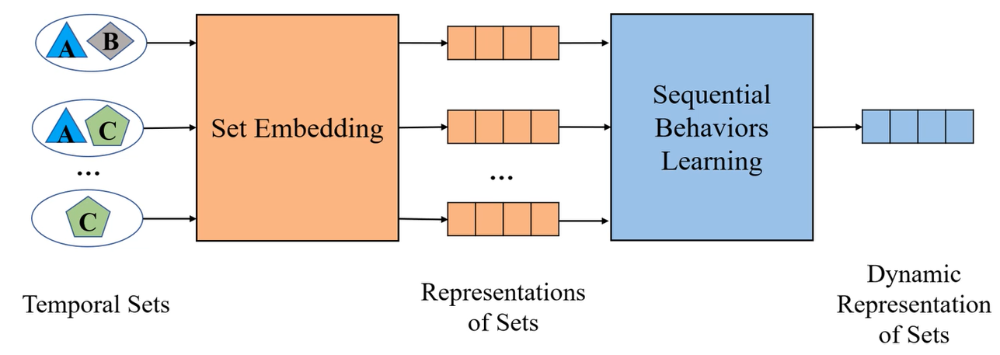 A B
A C
...
C
Set Embedding
...
Sequential
Behaviors
Learning
Temporal Sets
Representations
of Sets
Dynamic
Representation
of Sets